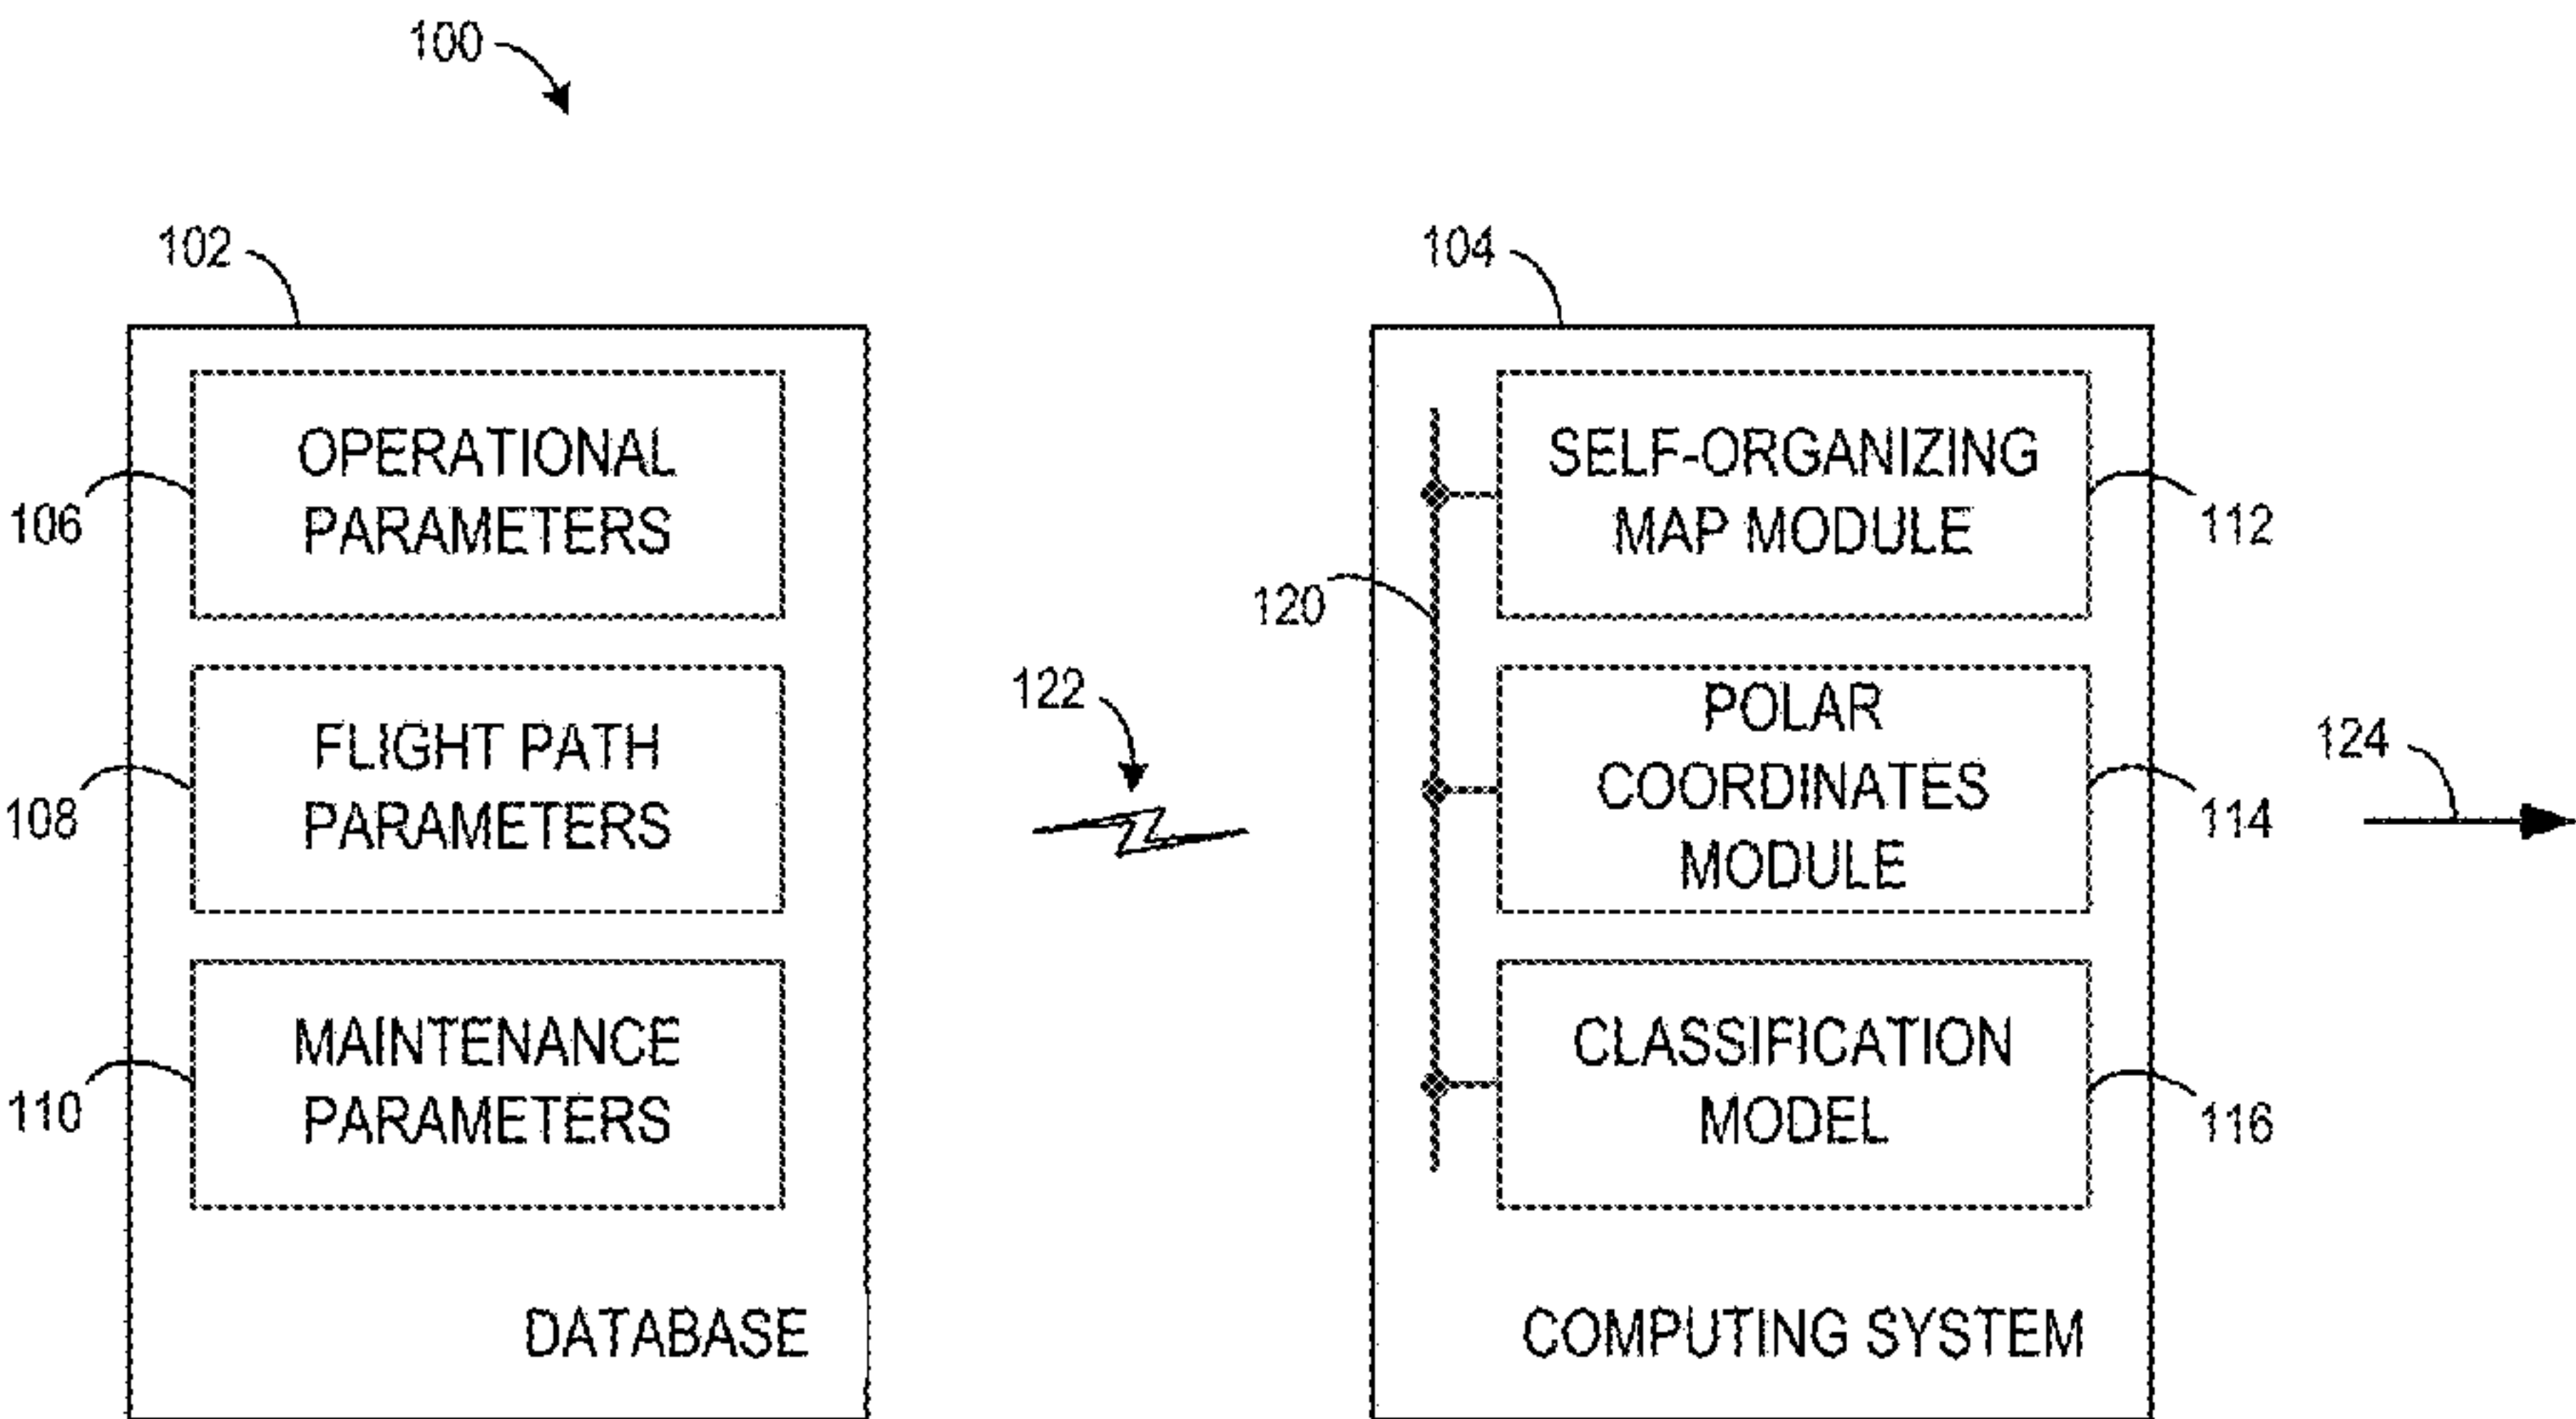 100
102
104
OPERATIONAL
PARAMETERS
106
FLIGHT PATH
PARAMETERS
108
MAINTENANCE
PARAMETERS
110
DATABASE
122
120
SELF-ORGANIZING
MAP MODULE
112
POLAR
COORDINATES
MODULE
114
CLASSIFICATION
MODEL
116
COMPUTING SYSTEM
124